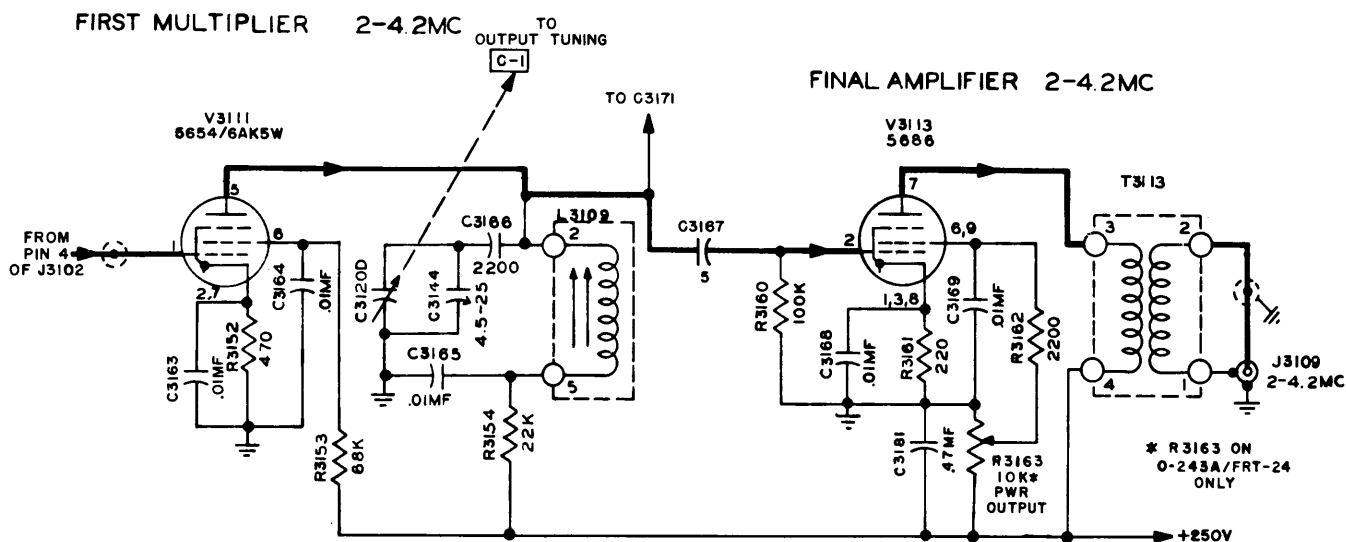 FIRST MULTIPLIER 2-4.2MC
TO
OUTPUT TUNING
C-1
FINAL AMPLIFIER 2-4.2MC
TO C3171
V3111
5654/6AK5W
V3113
5686
T3113
5
7
FROM
PIN 4
OF J3102
1
6
2,7
C3164
.01MF
C3163
.01MF
R3152
470
R3153
68K
C3120D
C3144
4.5-25
C3166
2200
C3165
.01MF
R3154
22K
L3109
2
5
C3167
5
R3160
100K
2
6,9
1,3,8
C3168
.01MF
R3161
220
C3169
.01MF
R3162
2200
C3181
.47MF
R3163
10K*
PWR
OUTPUT
3
2
4
1
J3109
2-4.2MC
* R3163 ON
O-243A/FRT-24
ONLY
+250V